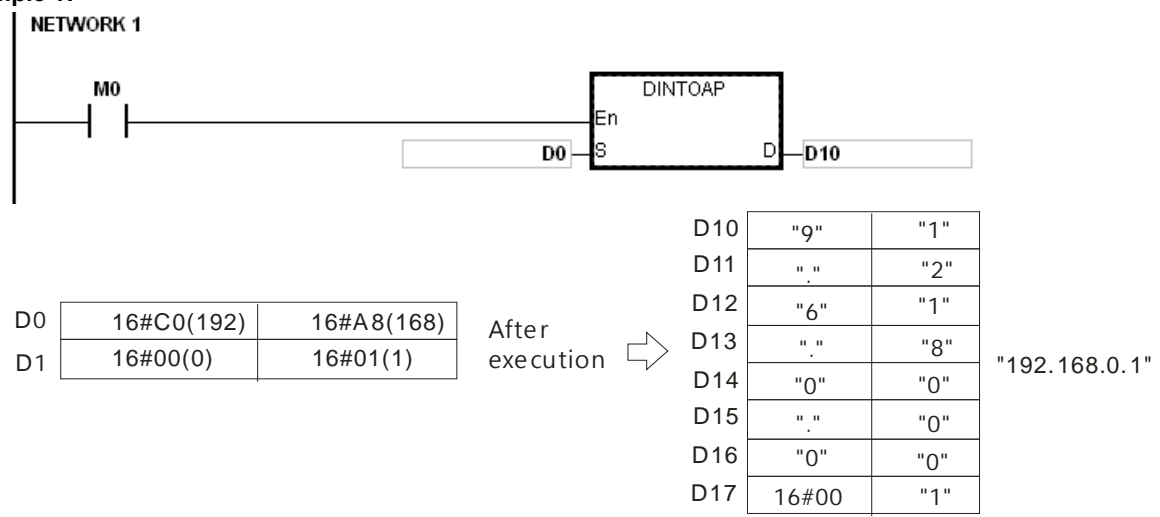 NETWORK 1
M0
DINTOAP
En
D0 S D D10
D10 "9" "1"
D11 "." "2"
D12 "6" "1"
D13 "." "8"
D14 "0" "0"
D15 "." "0"
D16 "0" "0"
D17 16#00 "1"
D0 16#C0(192) 16#A8(168)
D1 16#00(0) 16#01(1)
After
execution
"192.168.0.1"